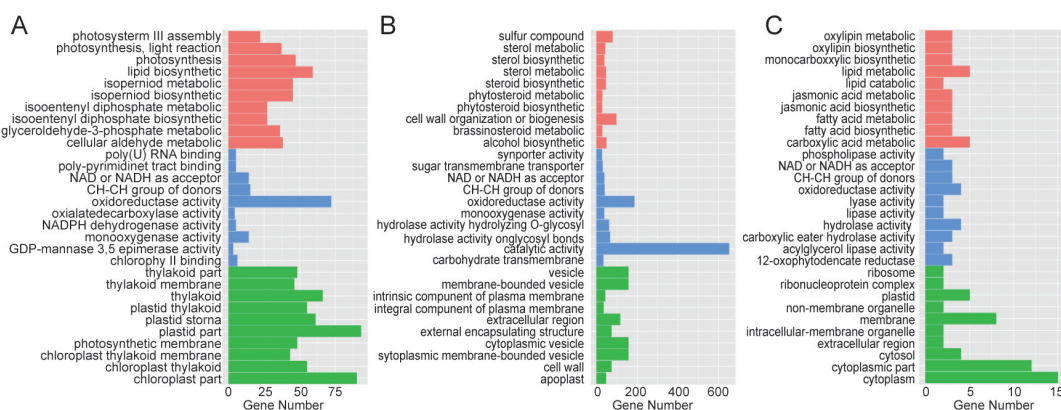 A
photosysterm III assembly
photosynthesis, light reaction
photosynthesis
lipid biosynthetic
isoperniod metabolic
isoperniod biosynthetic
isooentenyl diphosphate metabolic
isooentenyl diphosphate biosynthetic
glyceroldehyde-3-phosphate metabolic
cellular aldehyde metabolic
poly(U) RNA binding
poly-pyrimidinet tract binding
NAD or NADH as acceptor
CH-CH group of donors
oxidoreductase activity
oxialatedecarboxylase activity
NADPH dehydrogenase activity
monooxygenase activity
GDP-mannase 3,5 epimerase activity
chlorophy II binding
thylakoid part
thylakoid membrane
thylakoid
plastid thylakoid
plastid storna
plastid part
photosynthetic membrane
chloroplast thylakoid membrane
chloroplast thylakoid
chloroplast part
0 25 50 75
Gene Number
B
sulfur compound
sterol metabolic
sterol biosynthetic
sterol metabolic
steroid biosynthetic
phytosteroid metabolic
phytosteroid biosynthetic
cell wall organization or biogenesis
brassinosteroid metabolic
alcohol biosynthetic
synporter activity
sugar transmembrane transporter
NAD or NADH as acceptor
CH-CH group of donors
oxidoreductase activity
monooxygenase activity
hydrolase activity hydrolyzing O-glycosyl
hydrolase activity onglycosyl bonds
catalytic activity
carbohydrate transmembrane
vesicle
membrane-bounded vesicle
intrinsic component of plasma membrane
integral component of plasma membrane
extracellular region
external encapsulating structure
cytoplasmic vesicle
sytoplasmic membrane-bounded vesicle
cell wall
apoplast
0 200 400 600
Gene Number
C
oxylipin metabolic
oxylipin biosynthetic
monocarboxxylic biosynthetic
lipid metabolic
lipid catabolic
jasmonic acid metabolic
jasmonic acid biosynthetic
fatty acid metabolic
fatty acid biosynthetic
carboxylic acid metabolic
phospholipase activity
NAD or NADH as acceptor
CH-CH group of donors
oxidoreductase activity
lyase activity
lipase activity
hydrolase activity
carboxylic eater hydrolase activity
acylglycerol lipase activity
12-oxophytodencate reductase
ribosome
ribonucleoprotein complex
plastid
non-membrane organelle
membrane
intracellular-membrane organelle
extracellular region
cytosol
cytoplasmic part
cytoplasm
0 5 10 15
Gene Number